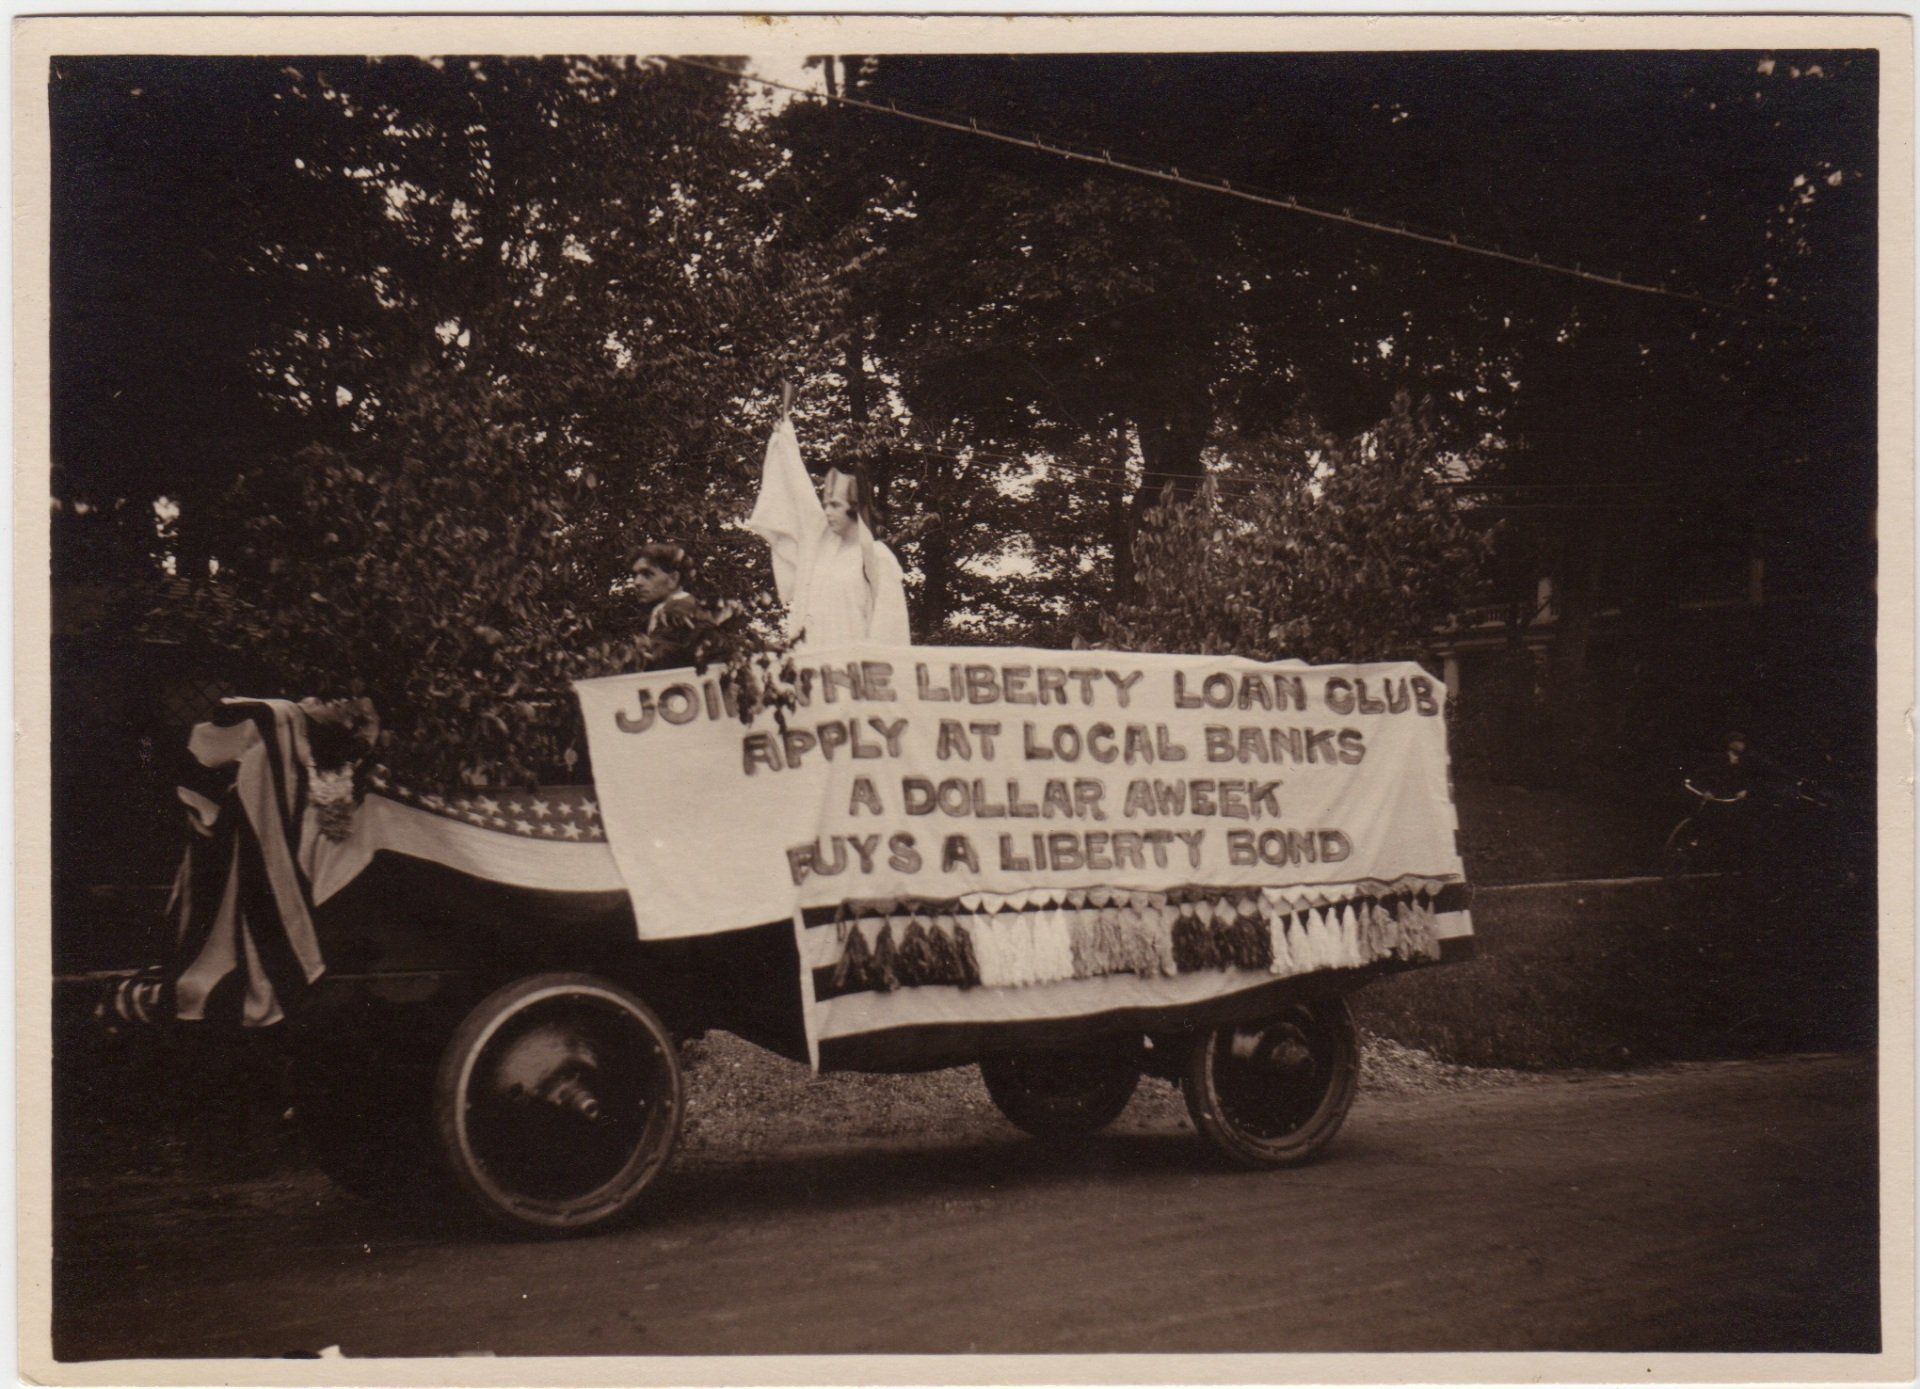 JOIN THE LIBERTY LOAN CLUB
APPLY AT LOCAL BANKS
A DOLLAR AWEEK
BUYS A LIBERTY BOND